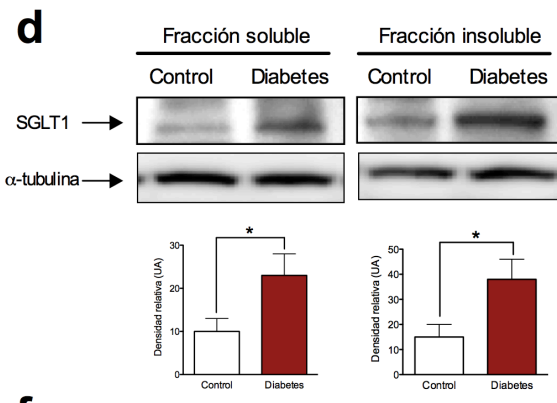 d
Fracción soluble
Fracción insoluble
Control Diabetes
Control Diabetes
SGLT1
α-tubulina
*
30
20
10
0
Densidad relativa (UA)
Control Diabetes
*
50
40
30
20
10
0
Densidad relativa (UA)
Control Diabetes